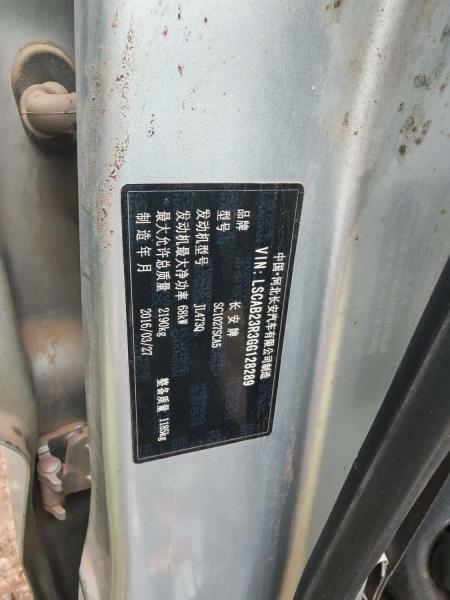 中国·河北长安汽车有限公司制造
VIN: LSCAB23R3GG128289
品牌 长安牌
型号 SC1027SCA5
发动机型号 JL473Q
发动机最大净功率 68kW
最大允许总质量 2190kg 整备质量 1185kg
制造年月 2016/03/27